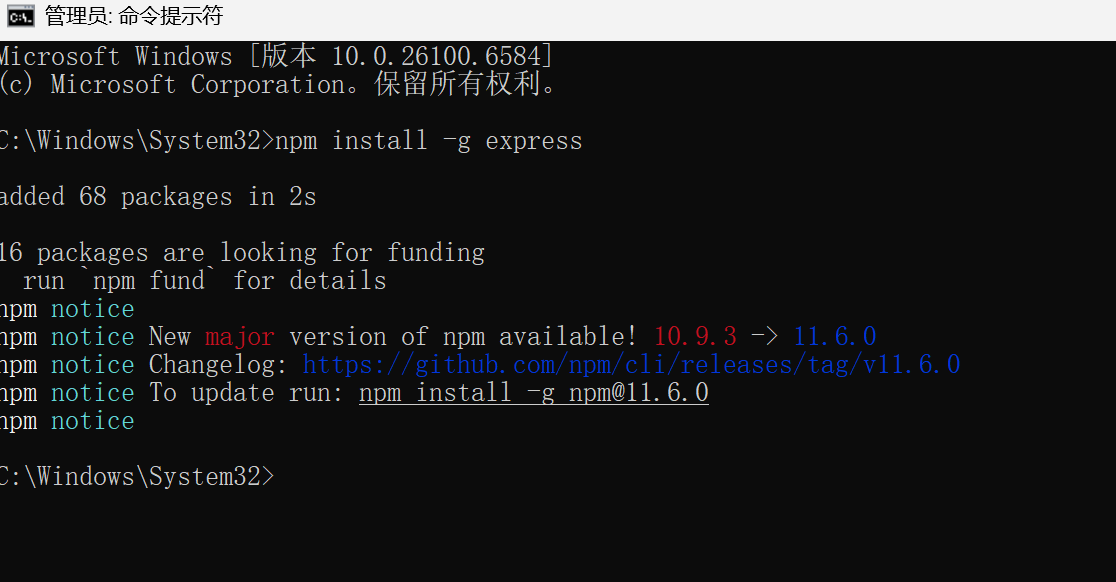 管理员: 命令提示符
Microsoft Windows [版本 10.0.26100.6584]
(c) Microsoft Corporation。保留所有权利。
C:\Windows\System32>npm install -g express
added 68 packages in 2s
16 packages are looking for funding
  run `npm fund` for details
npm notice
npm notice New major version of npm available! 10.9.3 -> 11.6.0
npm notice Changelog: https://github.com/npm/cli/releases/tag/v11.6.0
npm notice To update run: npm install -g npm@11.6.0
npm notice
C:\Windows\System32>